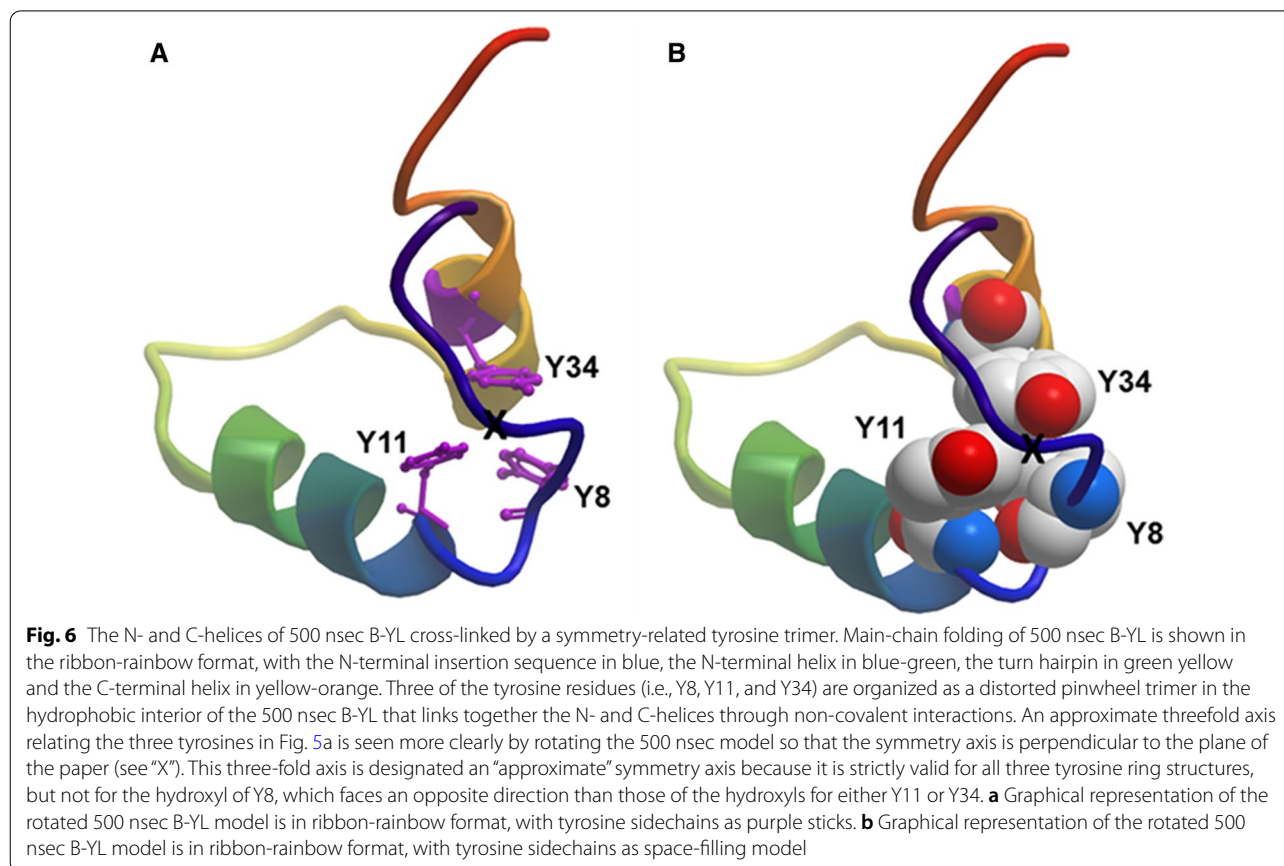 A
B
Y34
Y34
X
Y11
Y11
X
Y8
Y8
Fig. 6 The N- and C-helices of 500 nsec B-YL cross-linked by a symmetry-related tyrosine trimer. Main-chain folding of 500 nsec B-YL is shown in
the ribbon-rainbow format, with the N-terminal insertion sequence in blue, the N-terminal helix in blue-green, the turn hairpin in green yellow
and the C-terminal helix in yellow-orange. Three of the tyrosine residues (i.e., Y8, Y11, and Y34) are organized as a distorted pinwheel trimer in the
hydrophobic interior of the 500 nsec B-YL that links together the N- and C-helices through non-covalent interactions. An approximate threefold axis
relating the three tyrosines in Fig. 5a is seen more clearly by rotating the 500 nsec model so that the symmetry axis is perpendicular to the plane of
the paper (see “X”). This three-fold axis is designated an “approximate” symmetry axis because it is strictly valid for all three tyrosine ring structures,
but not for the hydroxyl of Y8, which faces an opposite direction than those of the hydroxyls for either Y11 or Y34. a Graphical representation of the
rotated 500 nsec B-YL model is in ribbon-rainbow format, with tyrosine sidechains as purple sticks. b Graphical representation of the rotated 500
nsec B-YL model is in ribbon-rainbow format, with tyrosine sidechains as space-filling model